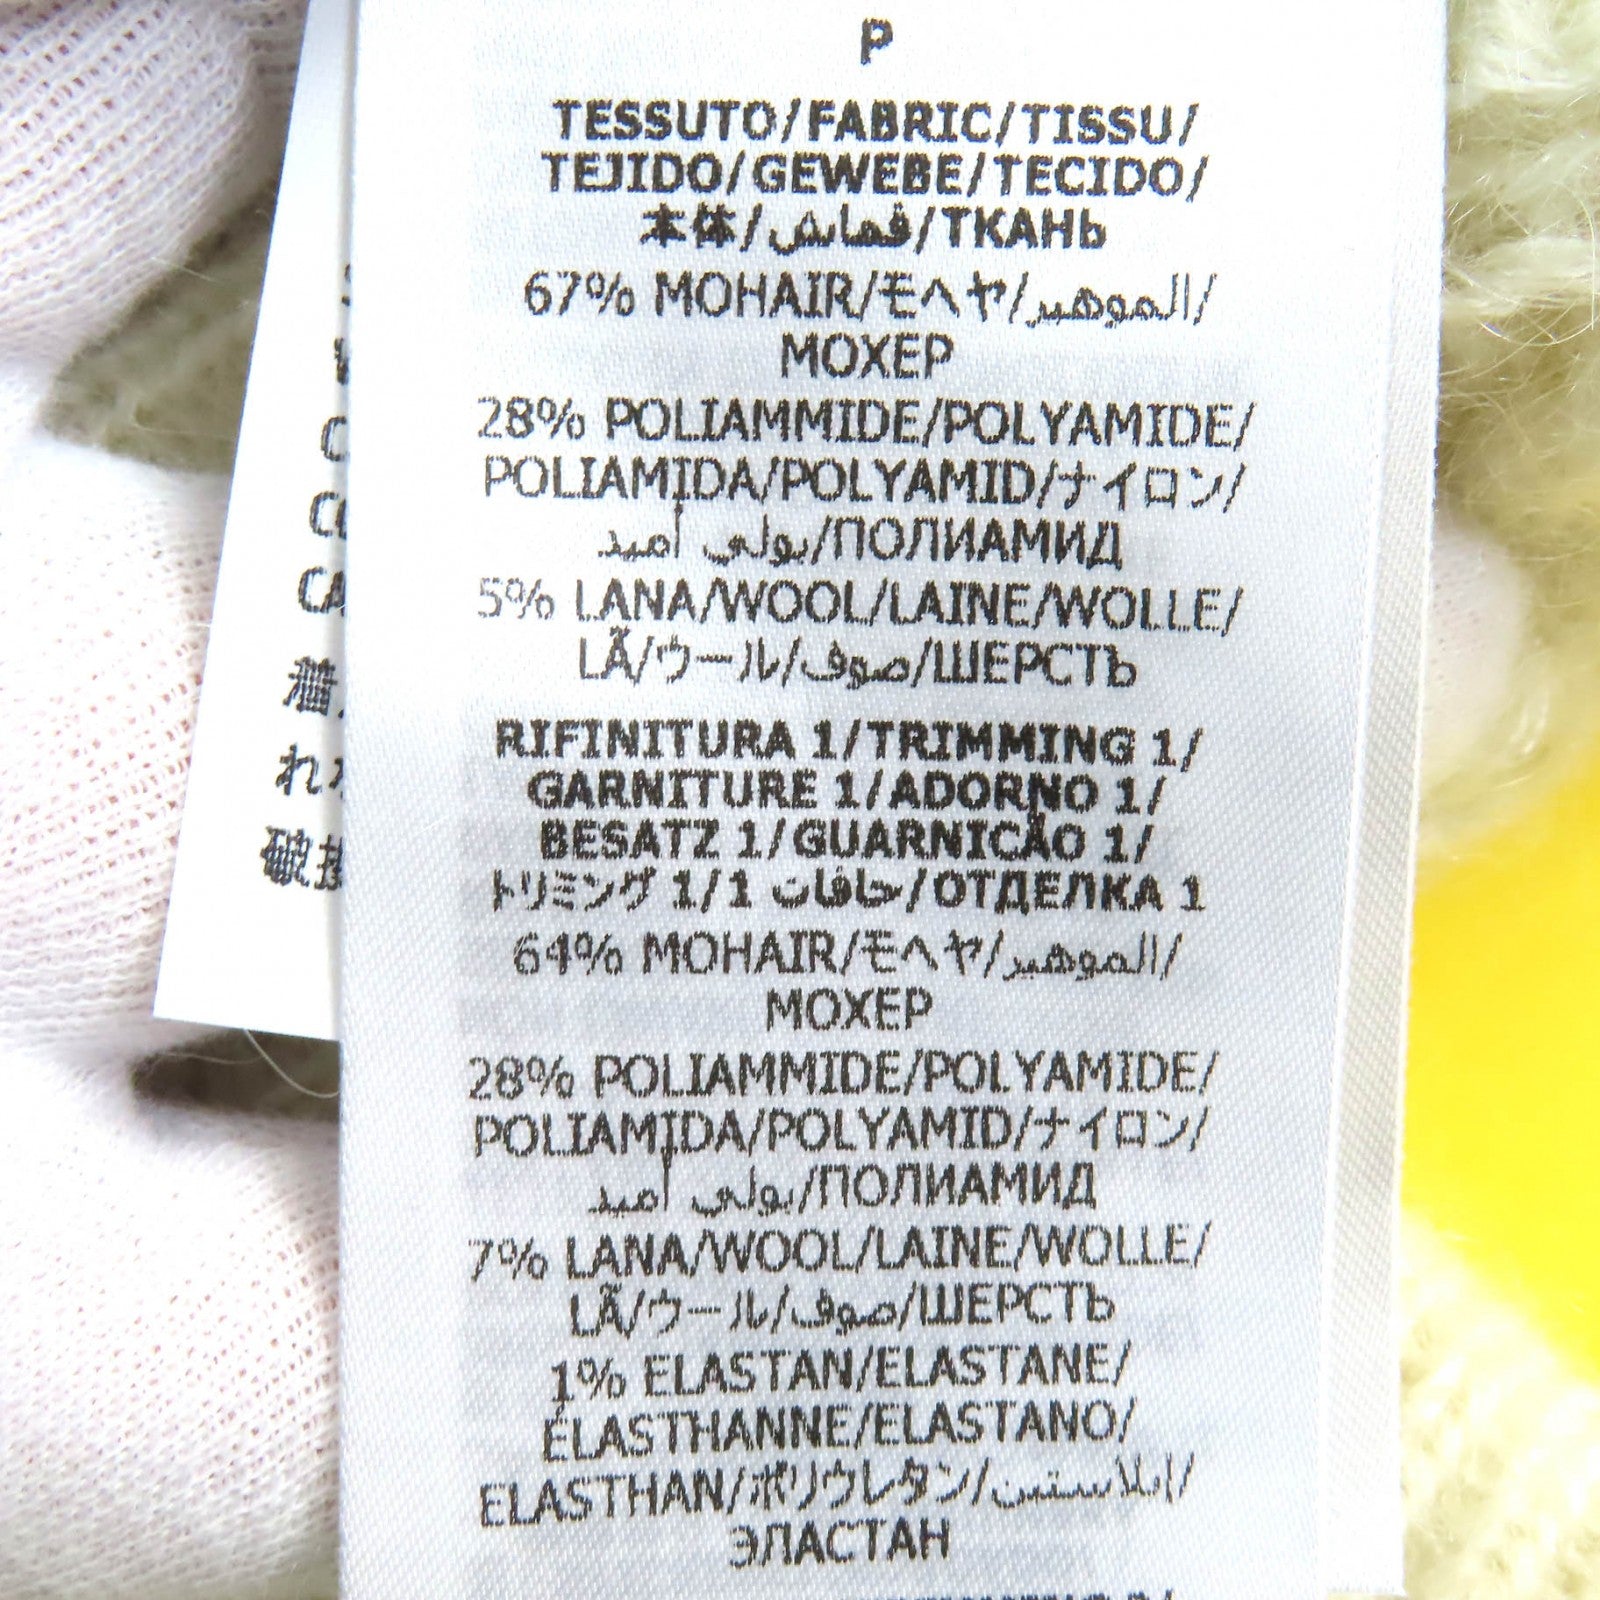 P
TESSUTO/FABRIC/TISSU/
TEJIDO/GEWEBE/TECIDO/
本体/قماش/ТКАНЬ
67% MOHAIR/モヘヤ/الموهير/
МОХЕР
28% POLIAMMIDE/POLYAMIDE/
POLIAMIDA/POLYAMID/ナイロン/
بولي أميد/ПОЛИАМИД
5% LANA/WOOL/LAINE/WOLLE/
LÃ/ウール/صوف/ШЕРСТЬ
RIFINITURA 1/TRIMMING 1/
GARNITURE 1/ADORNO 1/
BESATZ 1/GUARNICÃO 1/
トリミング 1/1 حافات/ОТДЕЛКА 1
64% MOHAIR/モヘヤ/الموهير/
МОХЕР
28% POLIAMMIDE/POLYAMIDE/
POLIAMIDA/POLYAMID/ナイロン/
بولي أميد/ПОЛИАМИД
7% LANA/WOOL/LAINE/WOLLE/
LÃ/ウール/صوف/ШЕРСТЬ
1% ELASTAN/ELASTANE/
ÉLASTHANNE/ELASTANO/
ELASTHAN/ポリウレタン/إيلاستين/
ЭЛАСТАН